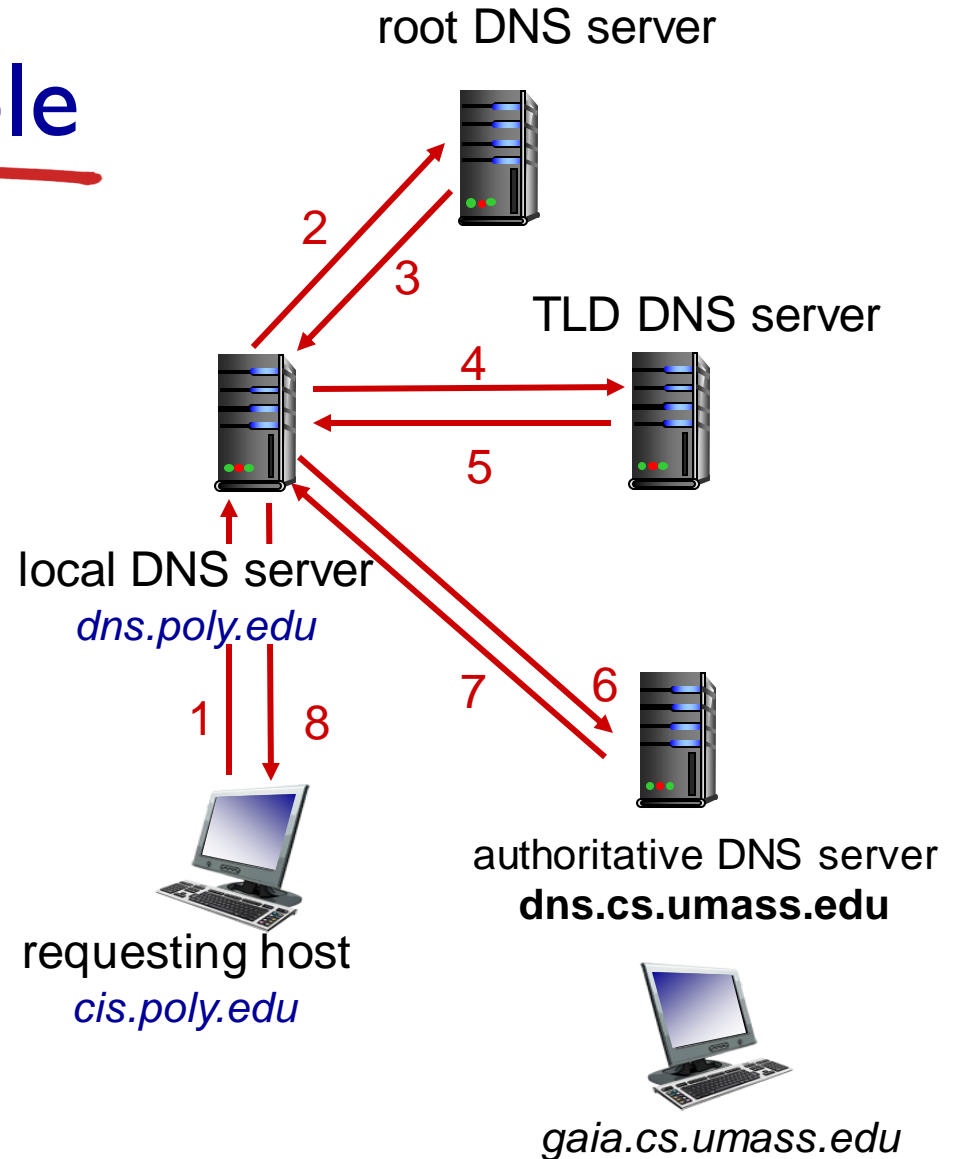 root DNS server
le
2
3
TLD DNS server
4
5
local DNS server
dns.poly.edu
1
8
7
6
requesting host
cis.poly.edu
authoritative DNS server
dns.cs.umass.edu
gaia.cs.umass.edu